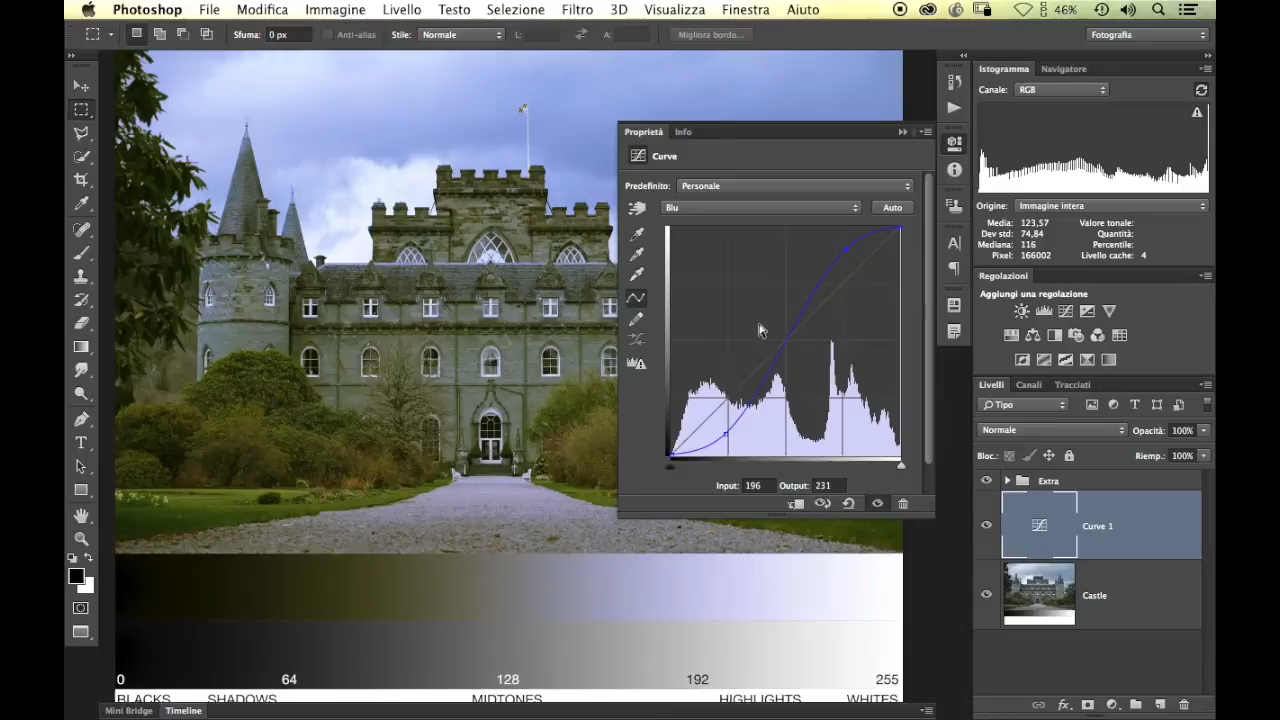 Photoshop File Modifica Immagine Livello Testo Selezione Filtro 3D Visualizza Finestra Aiuto 46%
Sfuma: 0 px Anti-alias Stile: Normale L: A: Migliora bordo... Fotografia
Istogramma Navigatore
Canale: RGB
Proprietà Info
Curve
Predefinito: Personale
Blu Auto
Origine: Immagine intera
Media: 123,57 Valore tonale:
Dev std: 74,84 Quantità:
Mediana: 116 Percentile:
Pixel: 166002 Livello cache: 4
Regolazioni
Aggiungi una regolazione
Livelli Canali Tracciati
Tipo
Normale Opacità: 100%
Bloc.: Riemp.: 100%
Extra
Input: 196 Output: 231
Curve 1
Castle
0 64 128 192 255
BLACKS SHADOWS MIDTONES HIGHLIGHTS WHITES
Mini Bridge Timeline